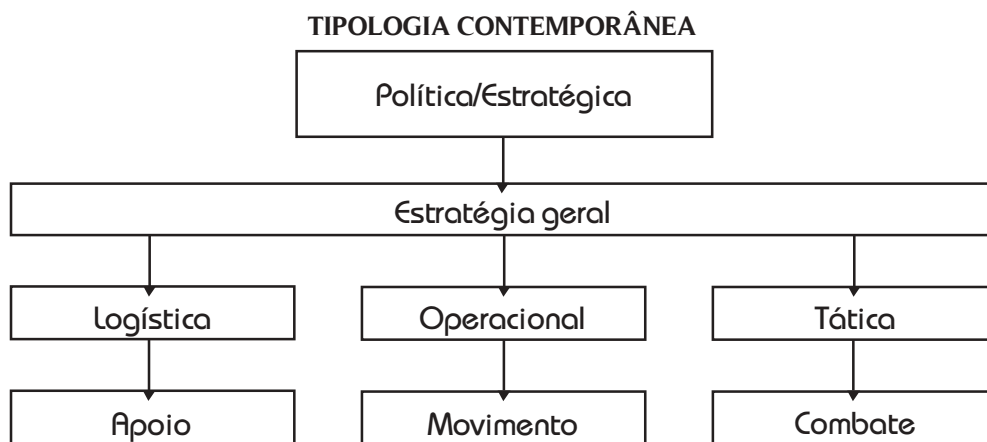 TIPOLOGIA CONTEMPORÂNEA
Política/Estratégica
Estratégia geral
Logística
Operacional
Tática
Apoio
Movimento
Combate